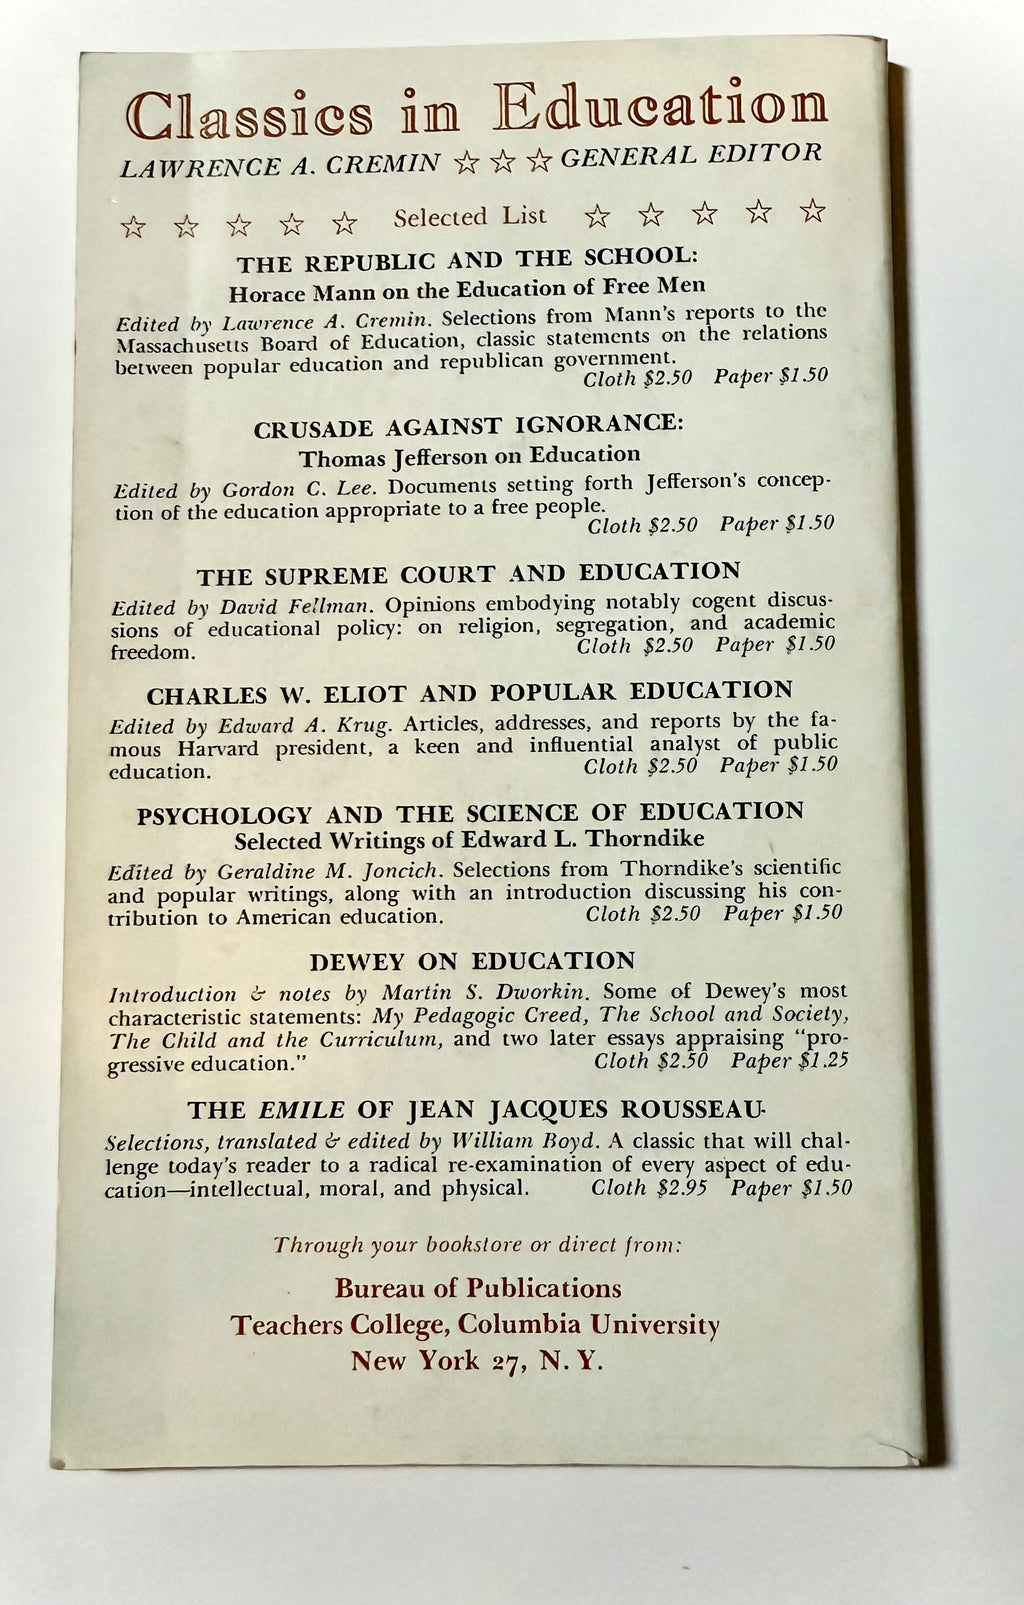 Classics in Education
LAWRENCE A. CREMIN ☆ ☆ ☆ GENERAL EDITOR
☆ ☆ ☆ ☆ ☆ Selected List ☆ ☆ ☆ ☆ ☆
THE REPUBLIC AND THE SCHOOL:
Horace Mann on the Education of Free Men
Edited by Lawrence A. Cremin. Selections from Mann's reports to the
Massachusetts Board of Education, classic statements on the relations
between popular education and republican government.
Cloth $2.50 Paper $1.50
CRUSADE AGAINST IGNORANCE:
Thomas Jefferson on Education
Edited by Gordon C. Lee. Documents setting forth Jefferson's concep-
tion of the education appropriate to a free people.
Cloth $2.50 Paper $1.50
THE SUPREME COURT AND EDUCATION
Edited by David Fellman. Opinions embodying notably cogent discus-
sions of educational policy: on religion, segregation, and academic
freedom. Cloth $2.50 Paper $1.50
CHARLES W. ELIOT AND POPULAR EDUCATION
Edited by Edward A. Krug. Articles, addresses, and reports by the fa-
mous Harvard president, a keen and influential analyst of public
education. Cloth $2.50 Paper $1.50
PSYCHOLOGY AND THE SCIENCE OF EDUCATION
Selected Writings of Edward L. Thorndike
Edited by Geraldine M. Joncich. Selections from Thorndike's scientific
and popular writings, along with an introduction discussing his con-
tribution to American education. Cloth $2.50 Paper $1.50
DEWEY ON EDUCATION
Introduction & notes by Martin S. Dworkin. Some of Dewey's most
characteristic statements: My Pedagogic Creed, The School and Society,
The Child and the Curriculum, and two later essays appraising "pro-
gressive education." Cloth $2.50 Paper $1.25
THE EMILE OF JEAN JACQUES ROUSSEAU
Selections, translated & edited by William Boyd. A classic that will chal-
lenge today's reader to a radical re-examination of every aspect of edu-
cation—intellectual, moral, and physical. Cloth $2.95 Paper $1.50
Through your bookstore or direct from:
Bureau of Publications
Teachers College, Columbia University
New York 27, N. Y.